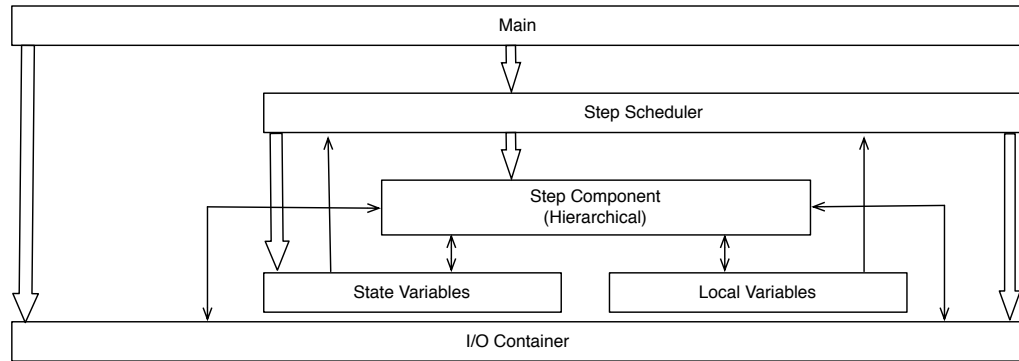 Main
Step Scheduler
Step Component
(Hierarchical)
State Variables
Local Variables
I/O Container